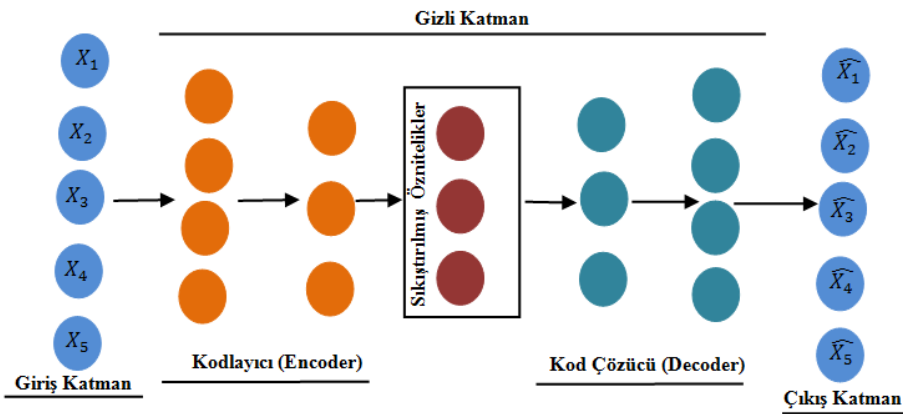 Gizli Katman
X₁
X₂
X₃
X₄
X₅
Giriş Katman
Kodlayıcı (Encoder)
Sıkıştırılmış Öznitelikler
Kod Çözücü (Decoder)
X̂₁
X̂₂
X̂₃
X̂₄
X̂₅
Çıkış Katman